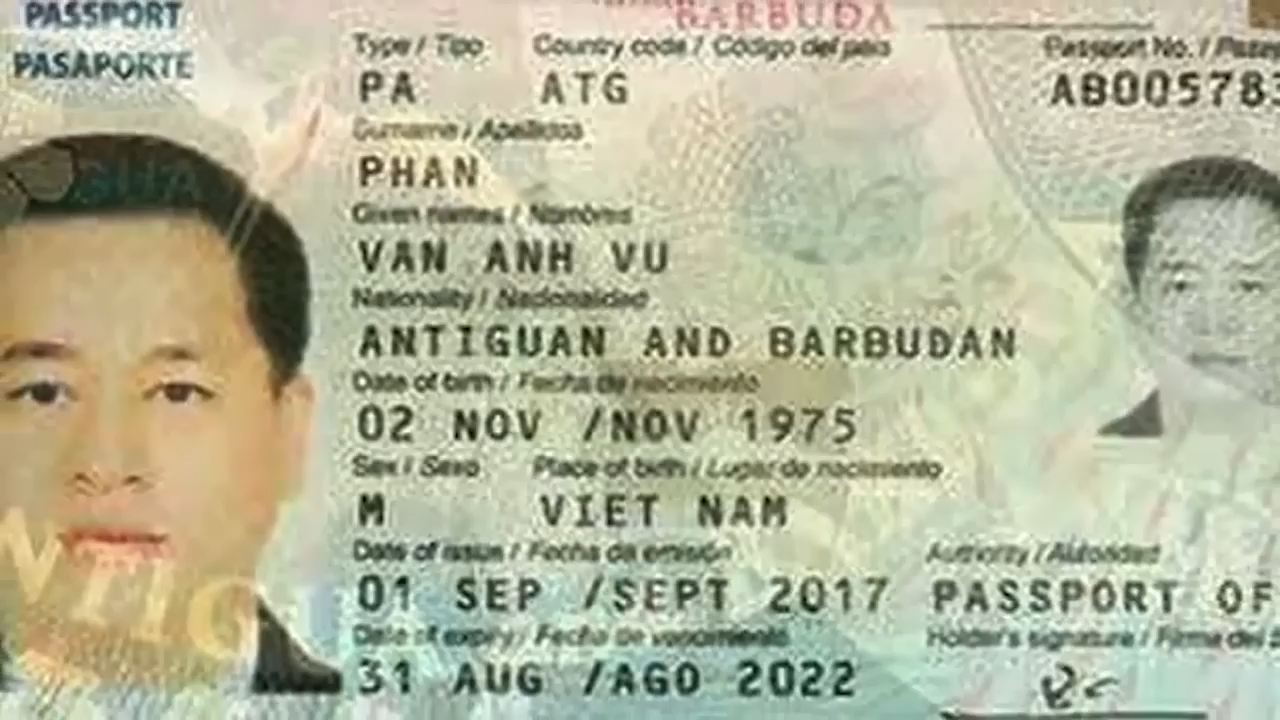 PASSPORT
PASAPORTE
BARBUDA
Type / Tipo Country code / Código del país Passport No. /
PA ATG AB005783
Surname / Apellidos
PHAN
Given names / Nombres
VAN ANH VU
Nationality / Nacionalidad
ANTIGUAN AND BARBUDAN
Date of birth / Fecha de nacimiento
02 NOV /NOV 1975
Sex / Sexo Place of birth / Lugar de nacimiento
M VIET NAM
Date of issue / Fecha de emisión Authority / Autoridad
01 SEP /SEPT 2017 PASSPORT OF
Date of expiry / Fecha de vencimiento Holder's signature / Firma del
31 AUG /AGO 2022